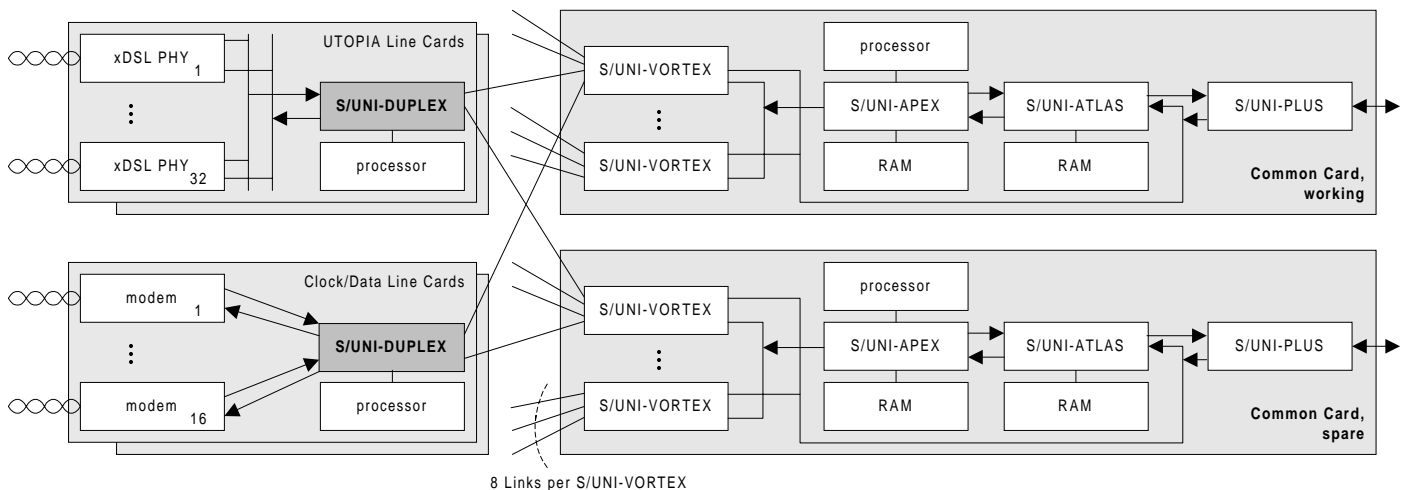 UTOPIA Line Cards
xDSL PHY 1
⋮
xDSL PHY 32
S/UNI-DUPLEX
processor
Clock/Data Line Cards
modem 1
⋮
modem 16
S/UNI-DUPLEX
processor
S/UNI-VORTEX
⋮
S/UNI-VORTEX
processor
S/UNI-APEX
RAM
S/UNI-ATLAS
RAM
S/UNI-PLUS
Common Card,
working
S/UNI-VORTEX
⋮
S/UNI-VORTEX
processor
S/UNI-APEX
RAM
S/UNI-ATLAS
RAM
S/UNI-PLUS
Common Card,
spare
8 Links per S/UNI-VORTEX